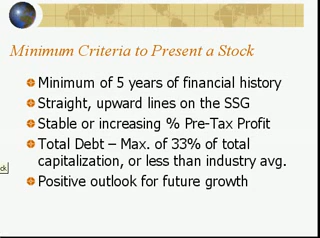 Minimum Criteria to Present a Stock
Minimum of 5 years of financial history
Straight, upward lines on the SSG
Stable or increasing % Pre-Tax Profit
Total Debt – Max. of 33% of total
capitalization, or less than industry avg.
ck
Positive outlook for future growth